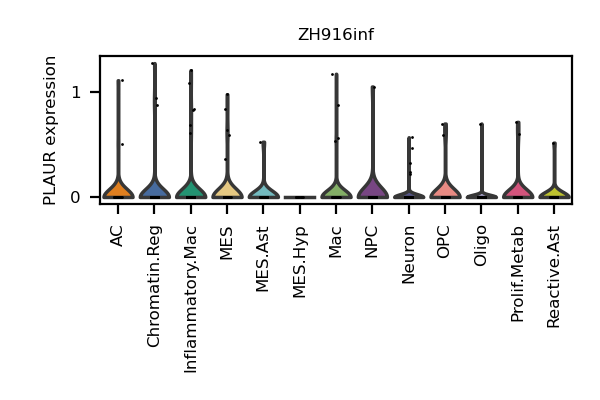 ZH916inf
PLAUR expression
1
0
AC
Chromatin.Reg
Inflammatory.Mac
MES
MES.Ast
MES.Hyp
Mac
NPC
Neuron
OPC
Oligo
Prolif.Metab
Reactive.Ast